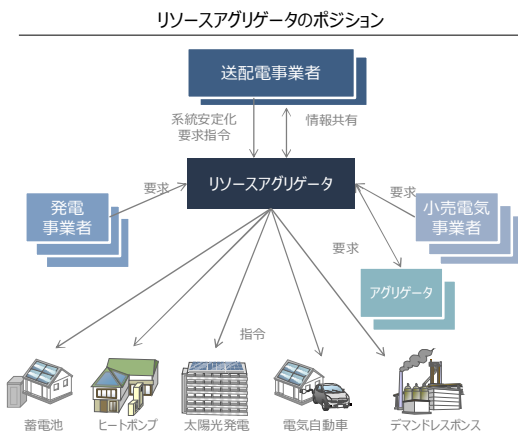 リソースアグリゲータのポジション
送配電事業者
系統安定化
要求指令
情報共有
リソースアグリゲータ
要求
要求
発電
事業者
小売電気
事業者
要求
アグリゲータ
指令
蓄電池
ヒートポンプ
太陽光発電
電気自動車
デマンドレスポンス